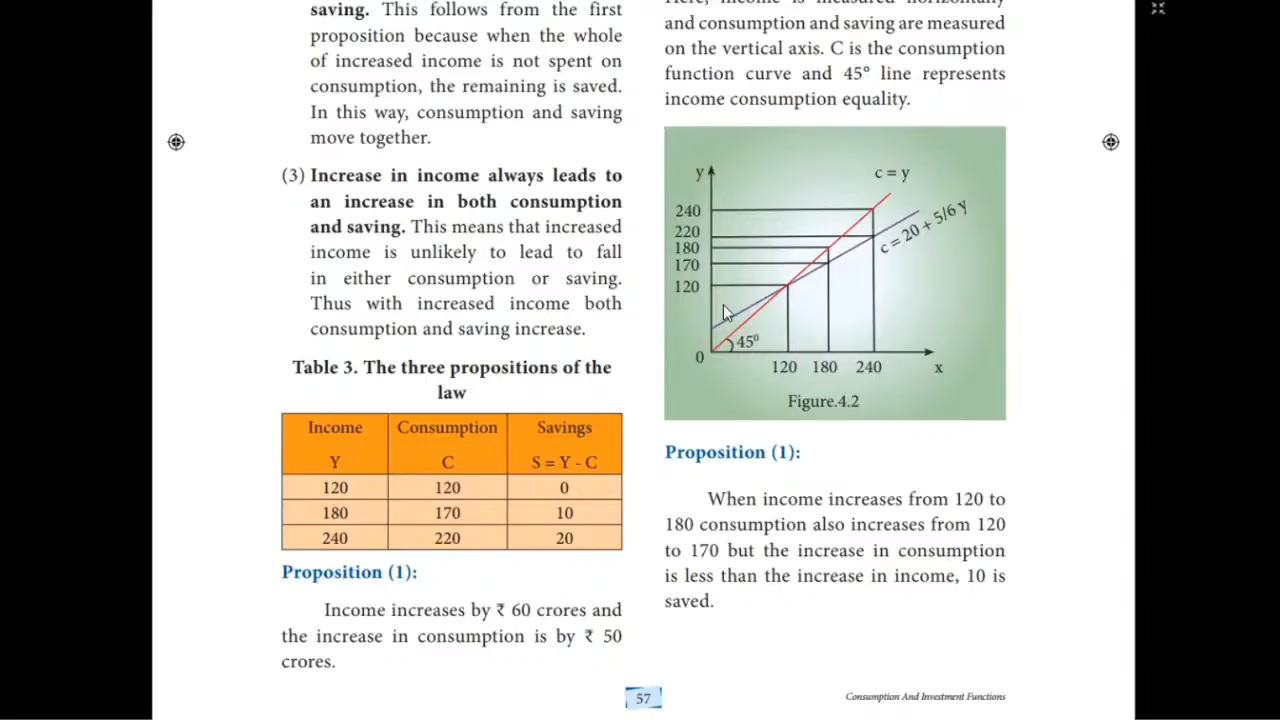 saving. This follows from the first
proposition because when the whole
of increased income is not spent on
consumption, the remaining is saved.
In this way, consumption and saving
move together.
(3) Increase in income always leads to
an increase in both consumption
and saving. This means that increased
income is unlikely to lead to fall
in either consumption or saving.
Thus with increased income both
consumption and saving increase.
Table 3. The three propositions of the
law
Income Consumption Savings
Y C S = Y - C
120 120 0
180 170 10
240 220 20
Proposition (1):
Income increases by ₹ 60 crores and
the increase in consumption is by ₹ 50
crores.
Here, income is measured horizontally
and consumption and saving are measured
on the vertical axis. C is the consumption
function curve and 45° line represents
income consumption equality.
y
c = y
240
220
180
170
120
c = 20 + 5/6 y
45⁰
0
120 180 240
x
Figure.4.2
Proposition (1):
When income increases from 120 to
180 consumption also increases from 120
to 170 but the increase in consumption
is less than the increase in income, 10 is
saved.
57
Consumption And Investment Functions